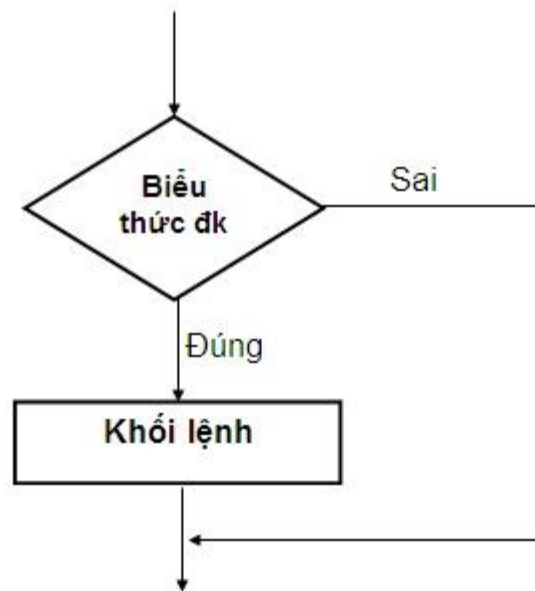 Biểu
thức đk
Sai
Đúng
Khối lệnh